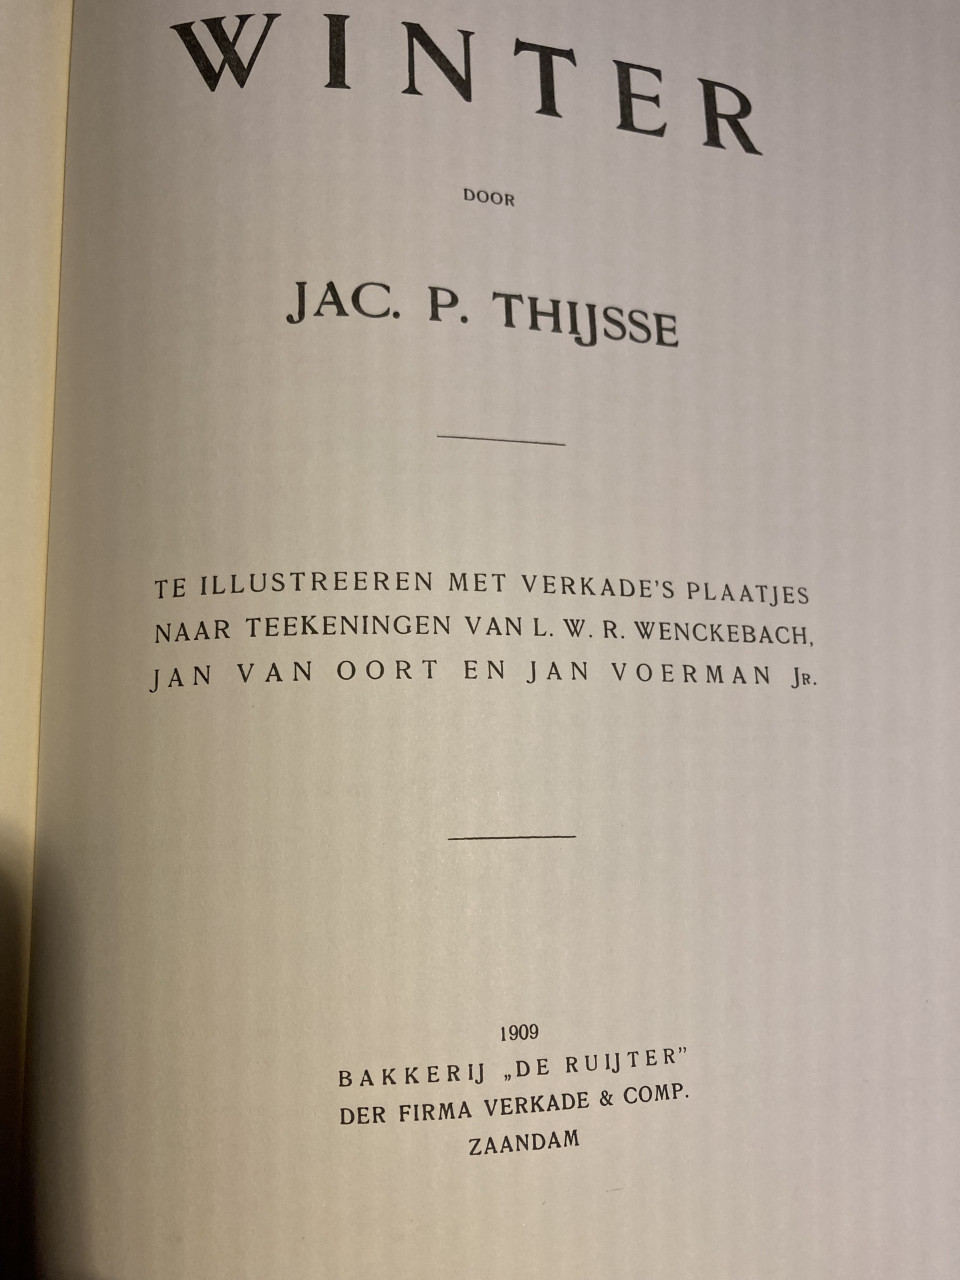 WINTER
DOOR
JAC. P. THIJSSE
TE ILLUSTREEREN MET VERKADE'S PLAATJES
NAAR TEEKENINGEN VAN L. W. R. WENCKEBACH,
JAN VAN OORT EN JAN VOERMAN JR.
1909
BAKKERIJ „DE RUIJTER”
DER FIRMA VERKADE & COMP.
ZAANDAM